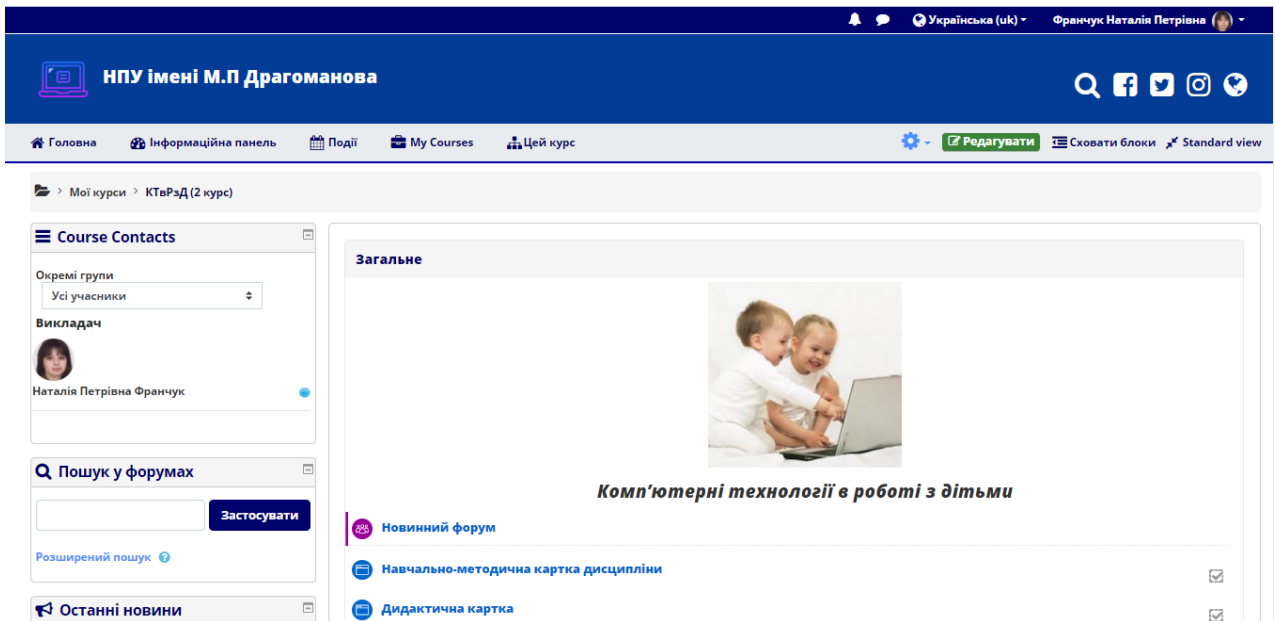 Українська (uk)
Франчук Наталія Петрівна
НПУ імені М.П Драгоманова
Головна
Інформаційна панель
Події
My Courses
Цей курс
Редагувати
Сховати блоки
Standard view
Мої курси > КТвРзД (2 курс)
Course Contacts
Окремі групи
Усі учасники
Викладач
Наталія Петрівна Франчук
Пошук у форумах
Застосувати
Розширений пошук
Останні новини
Загальне
Комп'ютерні технології в роботі з дітьми
Новинний форум
Навчально-методична картка дисципліни
Дидактична картка